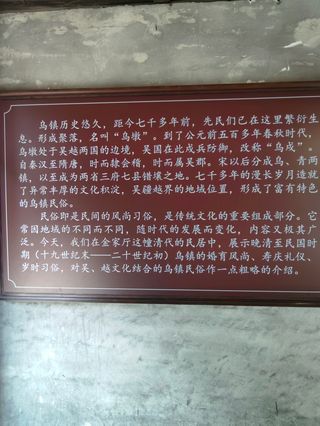 乌镇历史悠久，距今七千多年前，先民们已在这里繁衍生
息。形成聚落，名叫“乌墩”。到了公元前五百多年春秋时代，
乌墩处于吴越两国的边境，吴国在此戍兵防御，改称“乌戍”。
自秦汉至隋唐，时而隶会稽，时而属吴郡。宋以后分成乌、青两
镇，以至成为两省三府七县错壤之地。七千多年的漫长岁月造就
了异常丰厚的文化积淀，吴疆越界的地域位置，形成了富有特色
的乌镇民俗。
民俗即是民间的风尚习俗，是传统文化的重要组成部分。它
常因地域的不同而不同，随时代的发展而变化，内容又极其广
泛。今天，我们在金家厅这幢清代的民居中，展示晚清至民国时
期（十九世纪末——二十世纪初）乌镇的婚育风尚、寿庆礼仪、
岁时习俗，对吴、越文化结合的乌镇民俗作一点粗略的介绍。